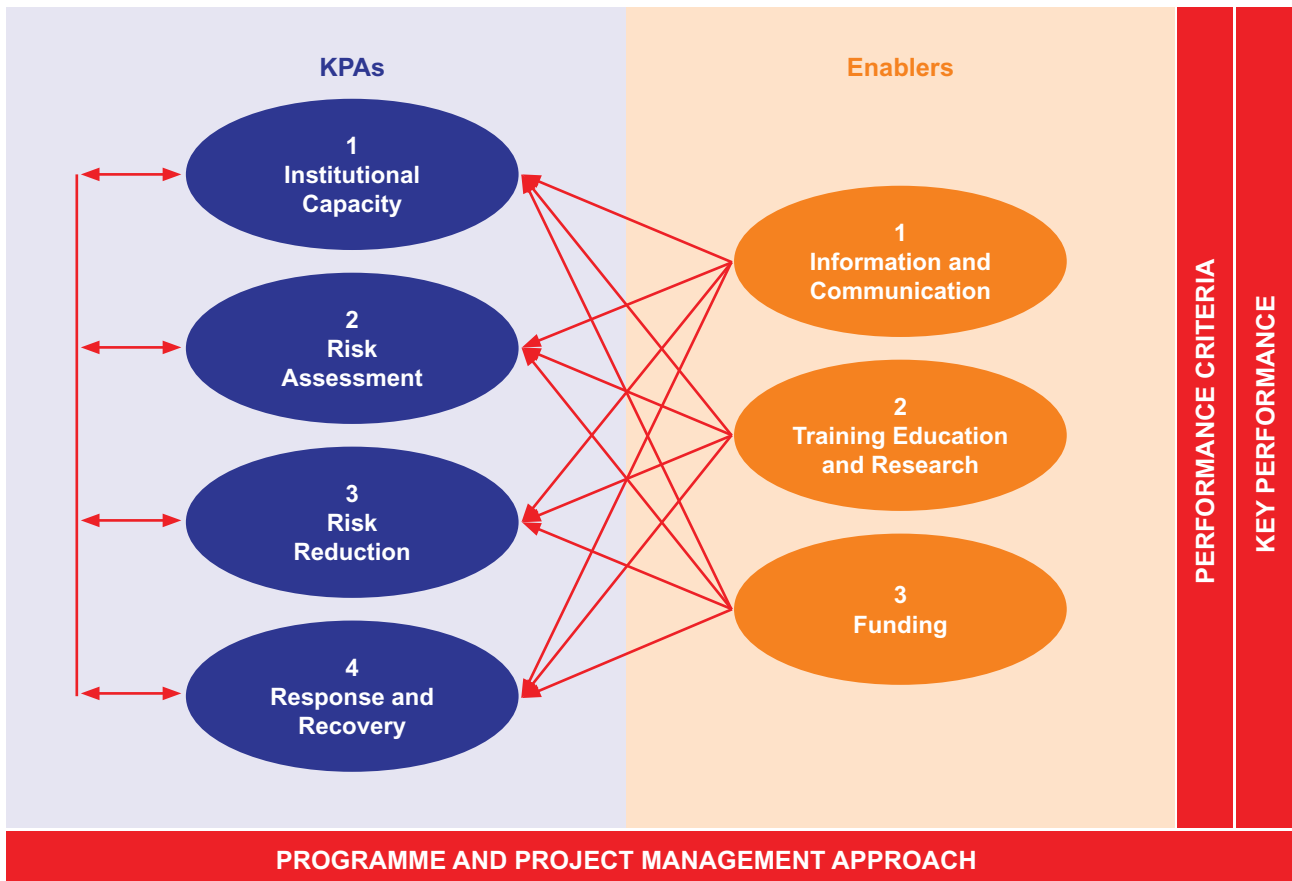 KPAs
1
Institutional
Capacity
2
Risk
Assessment
3
Risk
Reduction
4
Response and
Recovery
Enablers
1
Information and
Communication
2
Training Education
and Research
3
Funding
PERFORMANCE CRITERIA
KEY PERFORMANCE
PROGRAMME AND PROJECT MANAGEMENT APPROACH